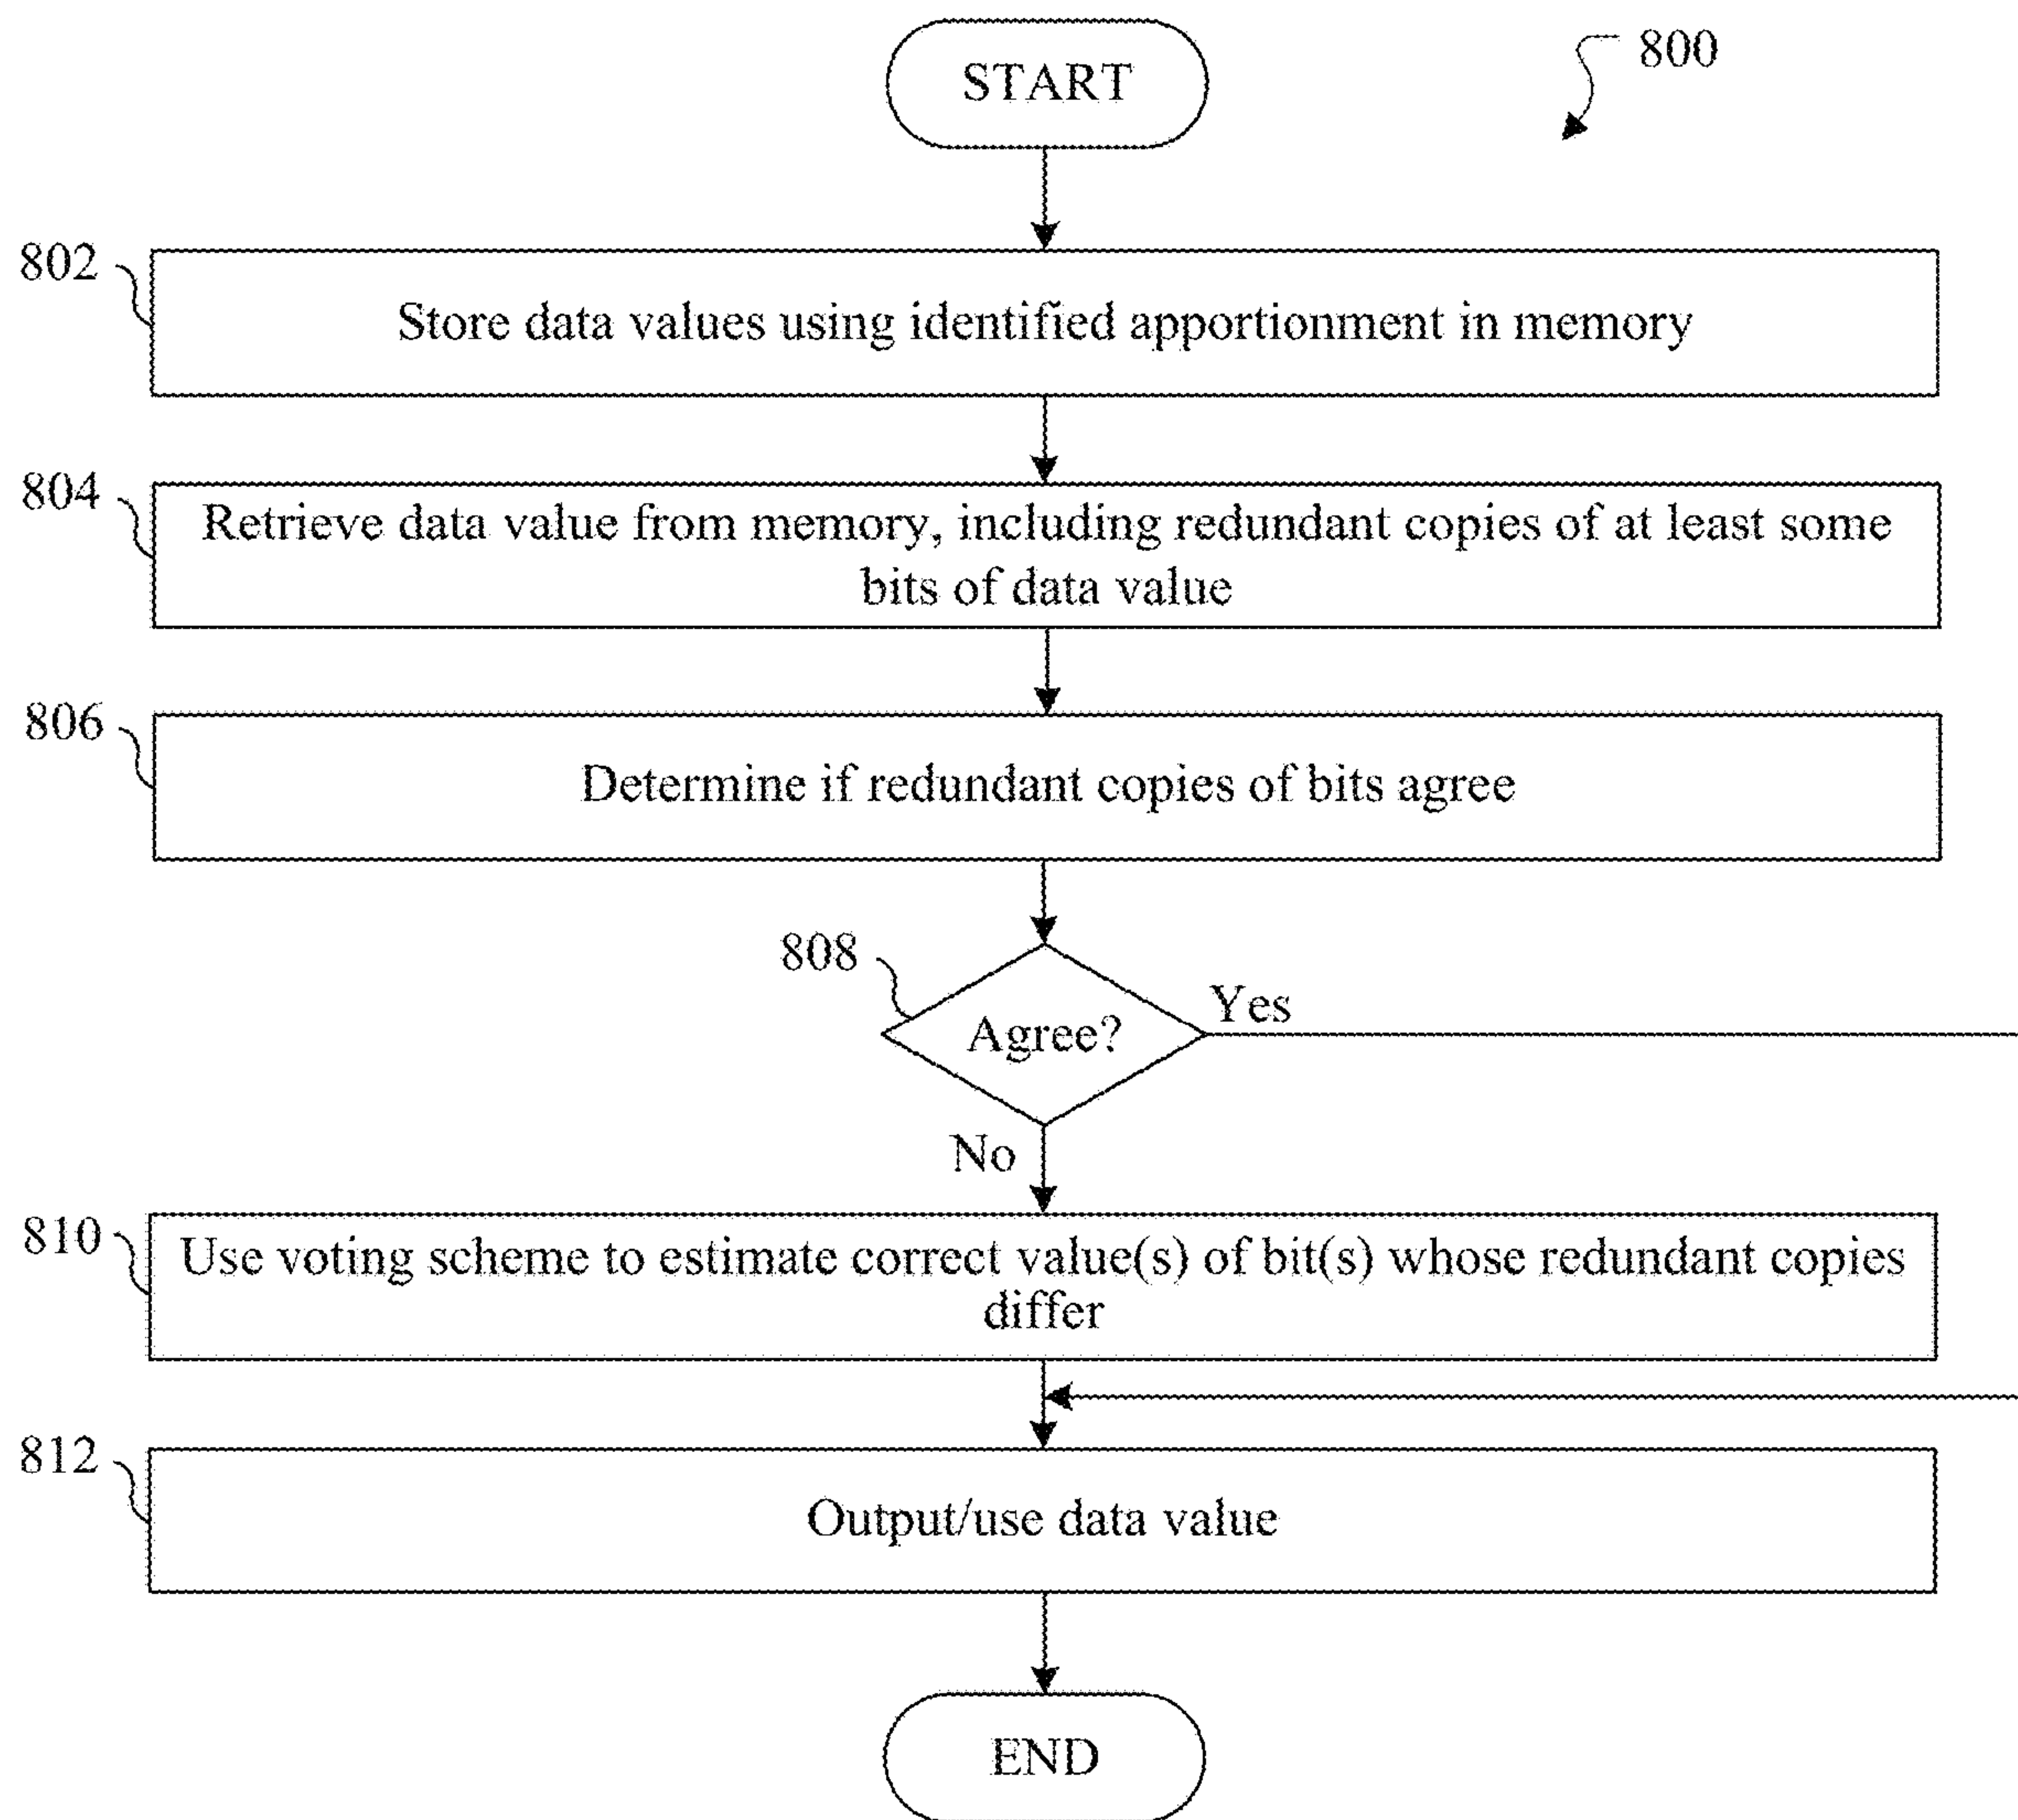 START
800
802
Store data values using identified apportionment in memory
804
Retrieve data value from memory, including redundant copies of at least some
bits of data value
806
Determine if redundant copies of bits agree
808
Agree?
Yes
No
810
Use voting scheme to estimate correct value(s) of bit(s) whose redundant copies
differ
812
Output/use data value
END